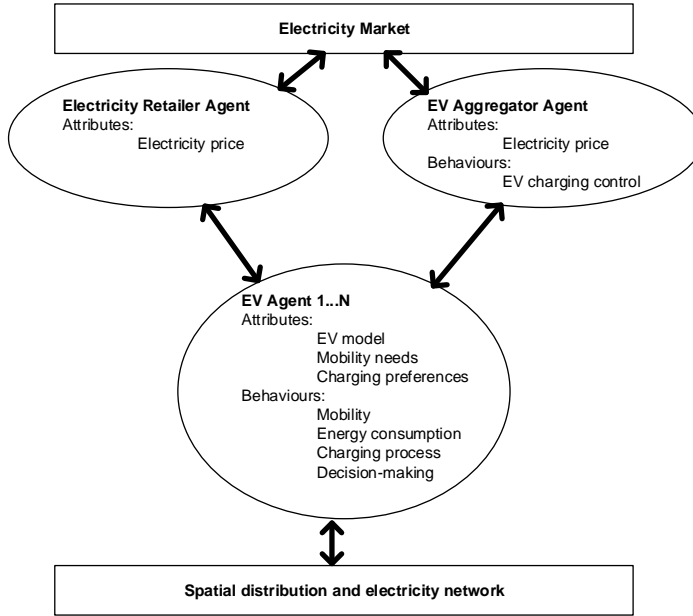 Electricity Market
Electricity Retailer Agent
Attributes:
Electricity price
EV Aggregator Agent
Attributes:
Electricity price
Behaviours:
EV charging control
EV Agent 1...N
Attributes:
EV model
Mobility needs
Charging preferences
Behaviours:
Mobility
Energy consumption
Charging process
Decision-making
Spatial distribution and electricity network